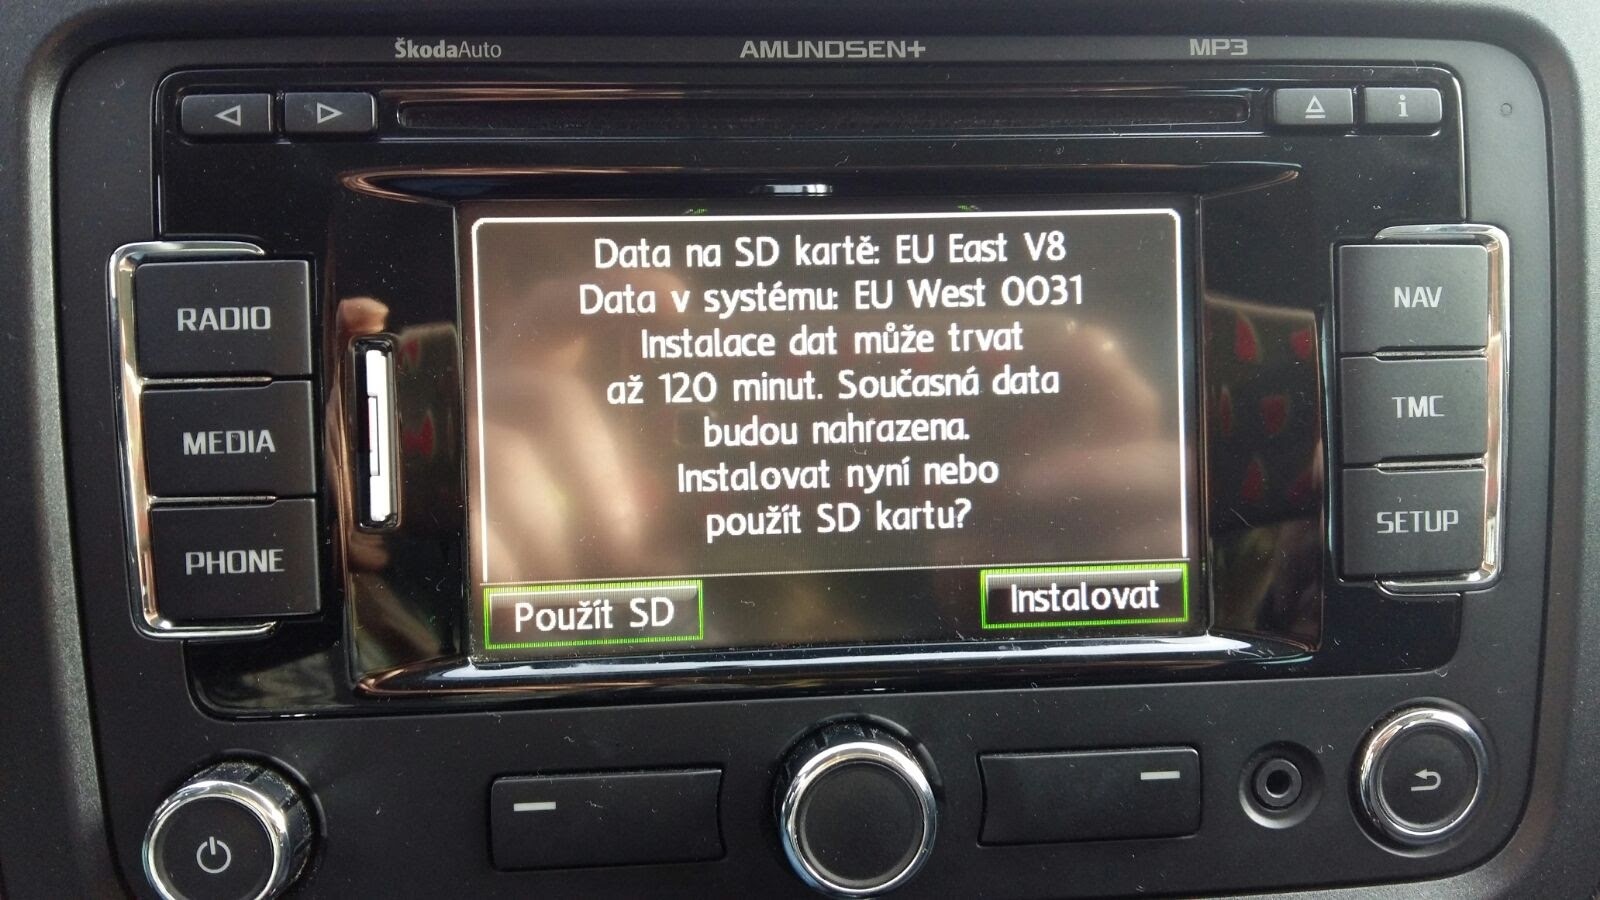 ŠkodaAuto AMUNDSEN+ MP3
i
Data na SD kartě: EU East V8
Data v systému: EU West 0031
Instalace dat může trvat
až 120 minut. Současná data
budou nahrazena.
Instalovat nyní nebo
použít SD kartu?
Použít SD Instalovat
RADIO
MEDIA
PHONE
NAV
TMC
SETUP